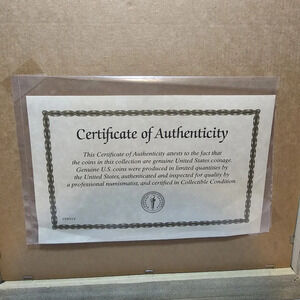 Certificate of Authenticity
This Certificate of Authenticity attests to the fact that
the coins in this collection are genuine United States coinage.
Genuine U.S. coins were produced in limited quantities by
the United States, authenticated and inspected for quality by
a professional numismatist, and certified in Collectible Condition